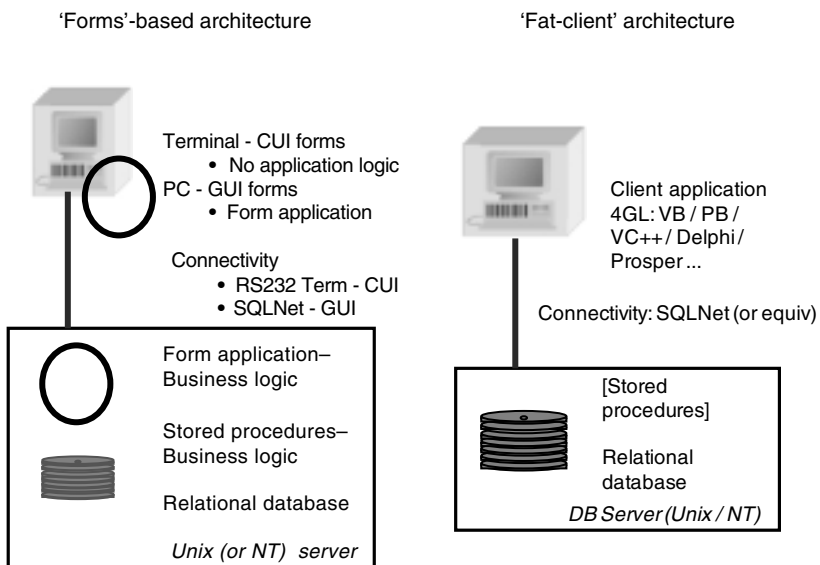 ‘Forms’-based architecture
Terminal - CUI forms
• No application logic
PC - GUI forms
• Form application
Connectivity
• RS232 Term - CUI
• SQLNet - GUI
Form application–
Business logic
Stored procedures–
Business logic
Relational database
Unix (or NT) server
‘Fat-client’ architecture
Client application
4GL: VB / PB /
VC++ / Delphi /
Prosper ...
Connectivity: SQLNet (or equiv)
[Stored
procedures]
Relational
database
DB Server (Unix / NT)